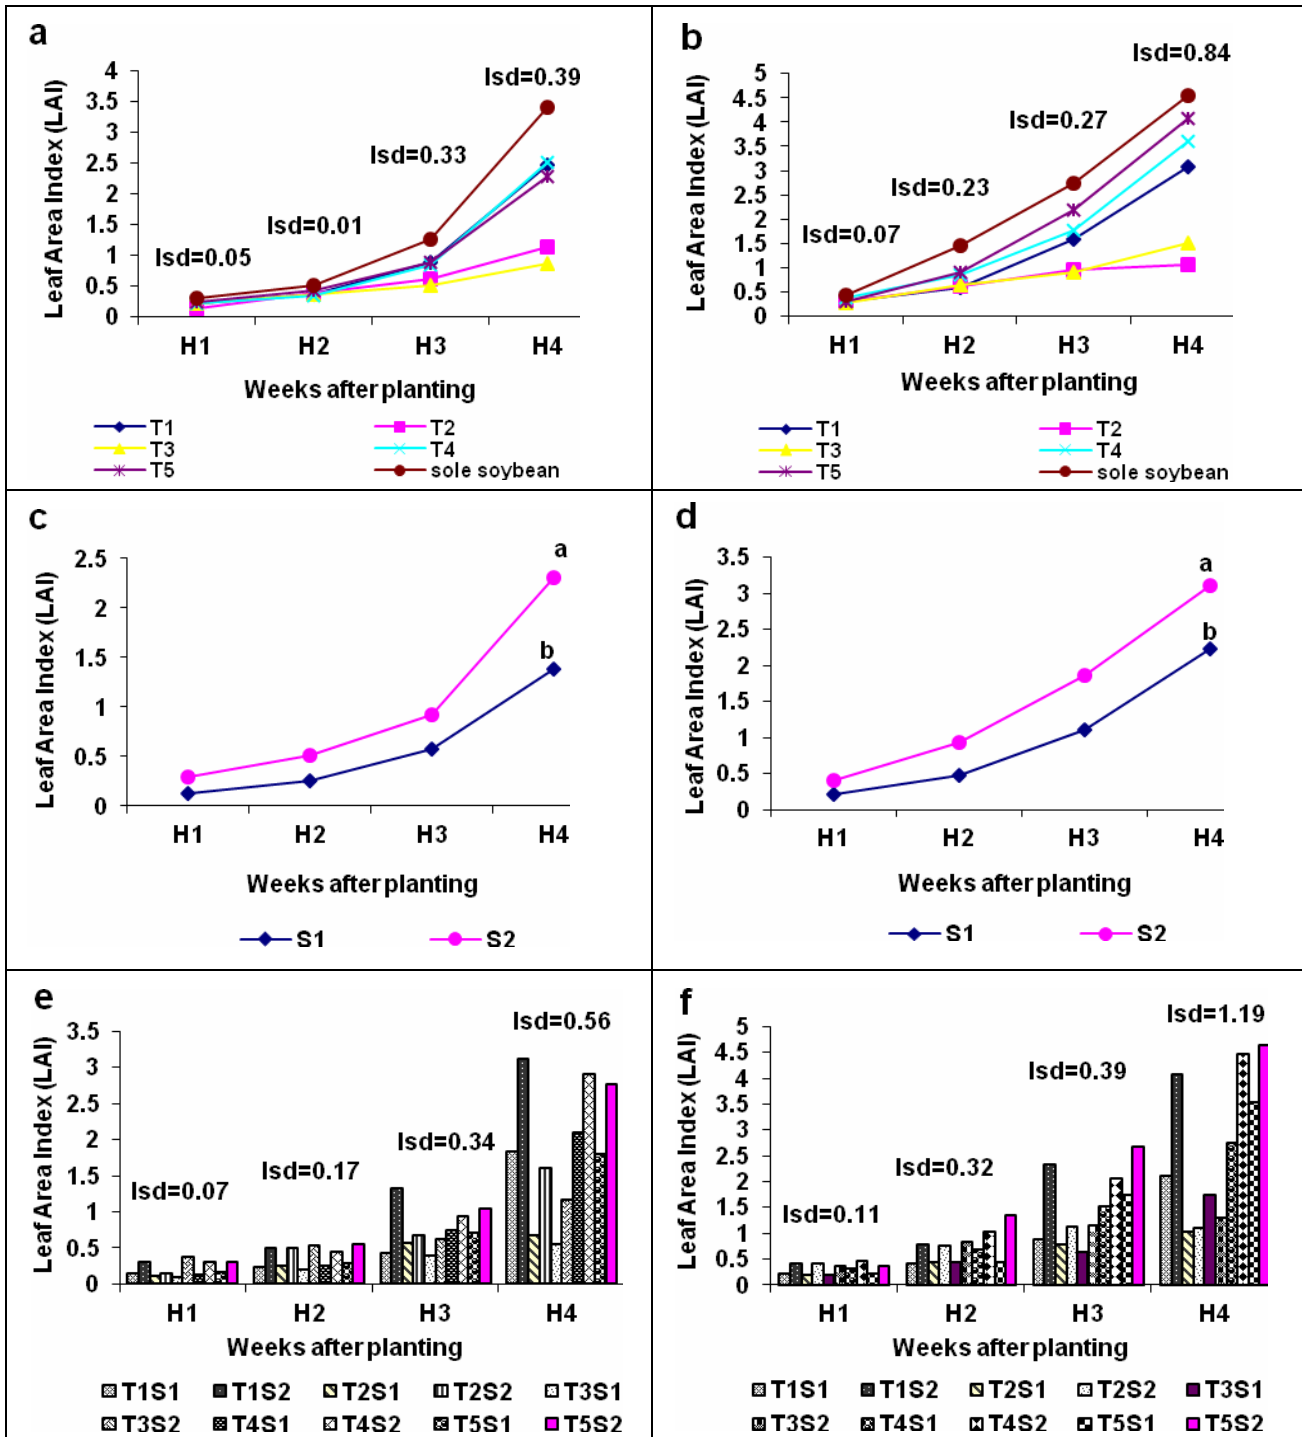 a
lsd=0.39
lsd=0.33
lsd=0.01
lsd=0.05
Leaf Area Index (LAI)
4
3.5
3
2.5
2
1.5
1
0.5
0
H1 H2 H3 H4
Weeks after planting
T1 T2
T3 T4
T5 sole soybean
b
lsd=0.84
lsd=0.27
lsd=0.23
lsd=0.07
Leaf Area Index (LAI)
5
4.5
4
3.5
3
2.5
2
1.5
1
0.5
0
H1 H2 H3 H4
Weeks after planting
T1 T2
T3 T4
T5 sole soybean
c
a
b
Leaf Area Index (LAI)
2.5
2
1.5
1
0.5
0
H1 H2 H3 H4
Weeks after planting
S1 S2
d
a
b
Leaf Area Index (LAI)
3.5
3
2.5
2
1.5
1
0.5
0
H1 H2 H3 H4
Weeks after planting
S1 S2
e
lsd=0.56
lsd=0.34
lsd=0.17
lsd=0.07
Leaf Area Index (LAI)
3.5
3
2.5
2
1.5
1
0.5
0
H1 H2 H3 H4
Weeks after planting
T1S1 T1S2 T2S1 T2S2 T3S1
T3S2 T4S1 T4S2 T5S1 T5S2
f
lsd=1.19
lsd=0.39
lsd=0.32
lsd=0.11
Leaf Area Index (LAI)
5
4.5
4
3.5
3
2.5
2
1.5
1
0.5
0
H1 H2 H3 H4
Weeks after planting
T1S1 T1S2 T2S1 T2S2 T3S1
T3S2 T4S1 T4S2 T5S1 T5S2